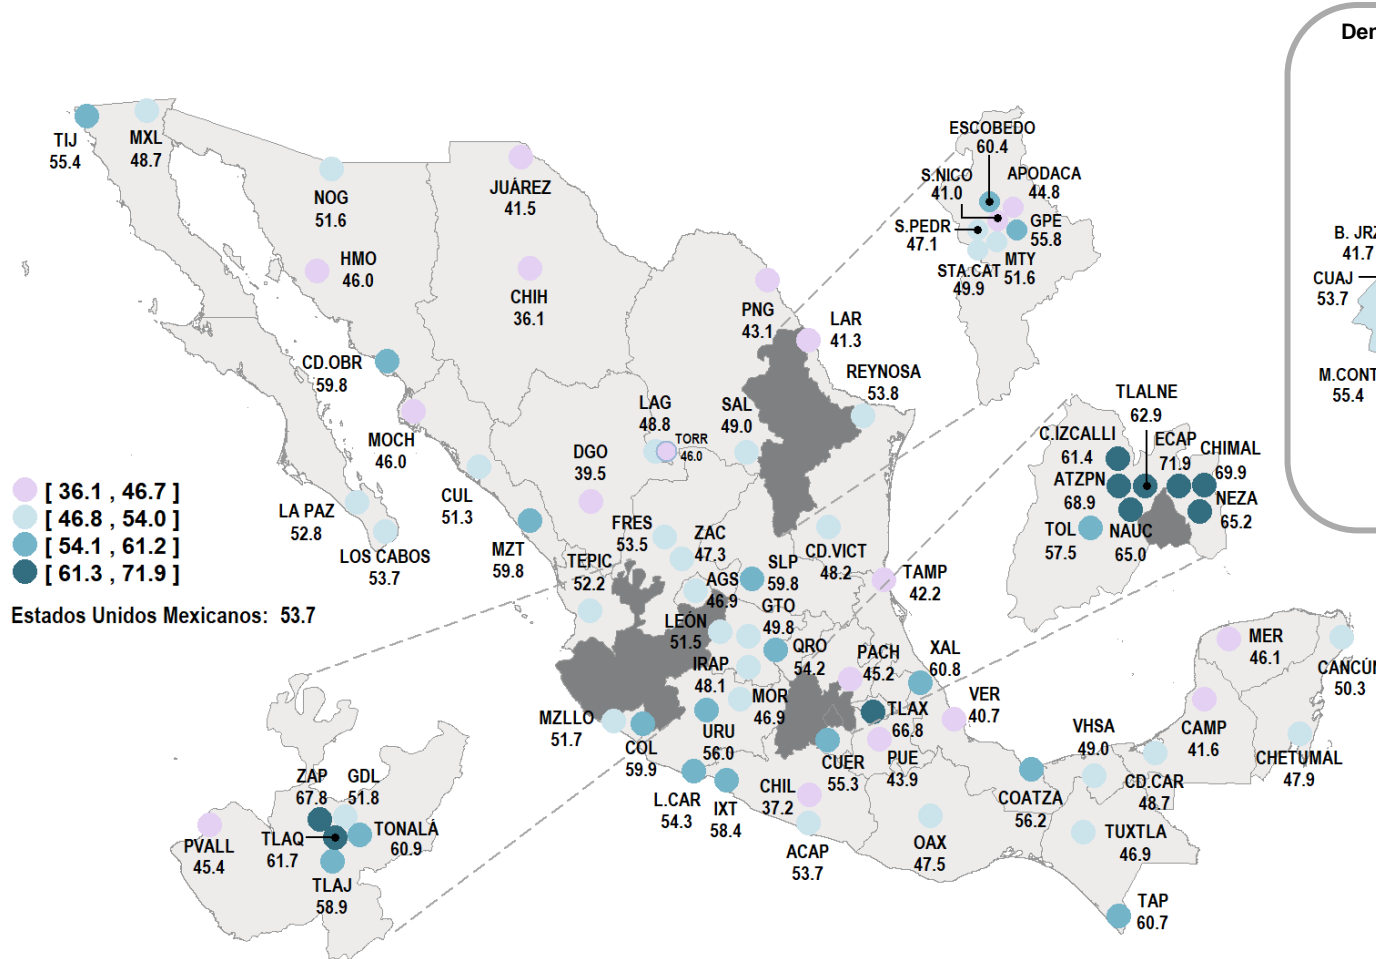 Den
TIJ
55.4
MXL
48.7
NOG
51.6
HMO
46.0
JUÁREZ
41.5
CHIH
36.1
ESCOBEDO
60.4
S.NICO
41.0
APODACA
44.8
S.PEDR
47.1
GPE
55.8
STA.CAT
49.9
MTY
51.6
B. JRZ
41.7
CUAJ
53.7
M.CONT
55.4
PNG
43.1
LAR
41.3
REYNOSA
53.8
CD.OBR
59.8
MOCH
46.0
LAG
48.8
TORR
46.0
SAL
49.0
DGO
39.5
CUL
51.3
MZT
59.8
LA PAZ
52.8
LOS CABOS
53.7
[ 36.1 , 46.7 ]
[ 46.8 , 54.0 ]
[ 54.1 , 61.2 ]
[ 61.3 , 71.9 ]
Estados Unidos Mexicanos: 53.7
TLALNE
62.9
C.IZCALLI
61.4
ECAP
71.9
CHIMAL
69.9
ATZPN
68.9
NEZA
65.2
TOL
57.5
NAUC
65.0
FRES
53.5
ZAC
47.3
TEPIC
52.2
AGS
46.9
SLP
59.8
CD.VICT
48.2
TAMP
42.2
GTO
49.8
LEÓN
51.5
QRO
54.2
IRAP
48.1
PACH
45.2
XAL
60.8
MOR
46.9
TLAX
66.8
VER
40.7
MZLLO
51.7
COL
59.9
URU
56.0
CUER
55.3
PUE
43.9
L.CAR
54.3
IXT
58.4
CHIL
37.2
ACAP
53.7
OAX
47.5
COATZA
56.2
VHSA
49.0
CD.CAR
48.7
TUXTLA
46.9
TAP
60.7
MER
46.1
CANCÚN
50.3
CAMP
41.6
CHETUMAL
47.9
ZAP
67.8
GDL
51.8
PVALL
45.4
TLAQ
61.7
TONALÁ
60.9
TLAJ
58.9